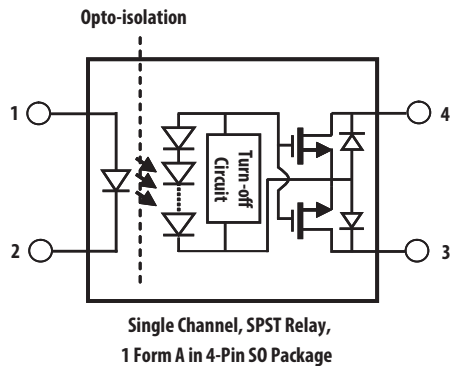 Opto-isolation
1
4
Turn-off
Circuit
2
3
Single Channel, SPST Relay,
1 Form A in 4-Pin SO Package